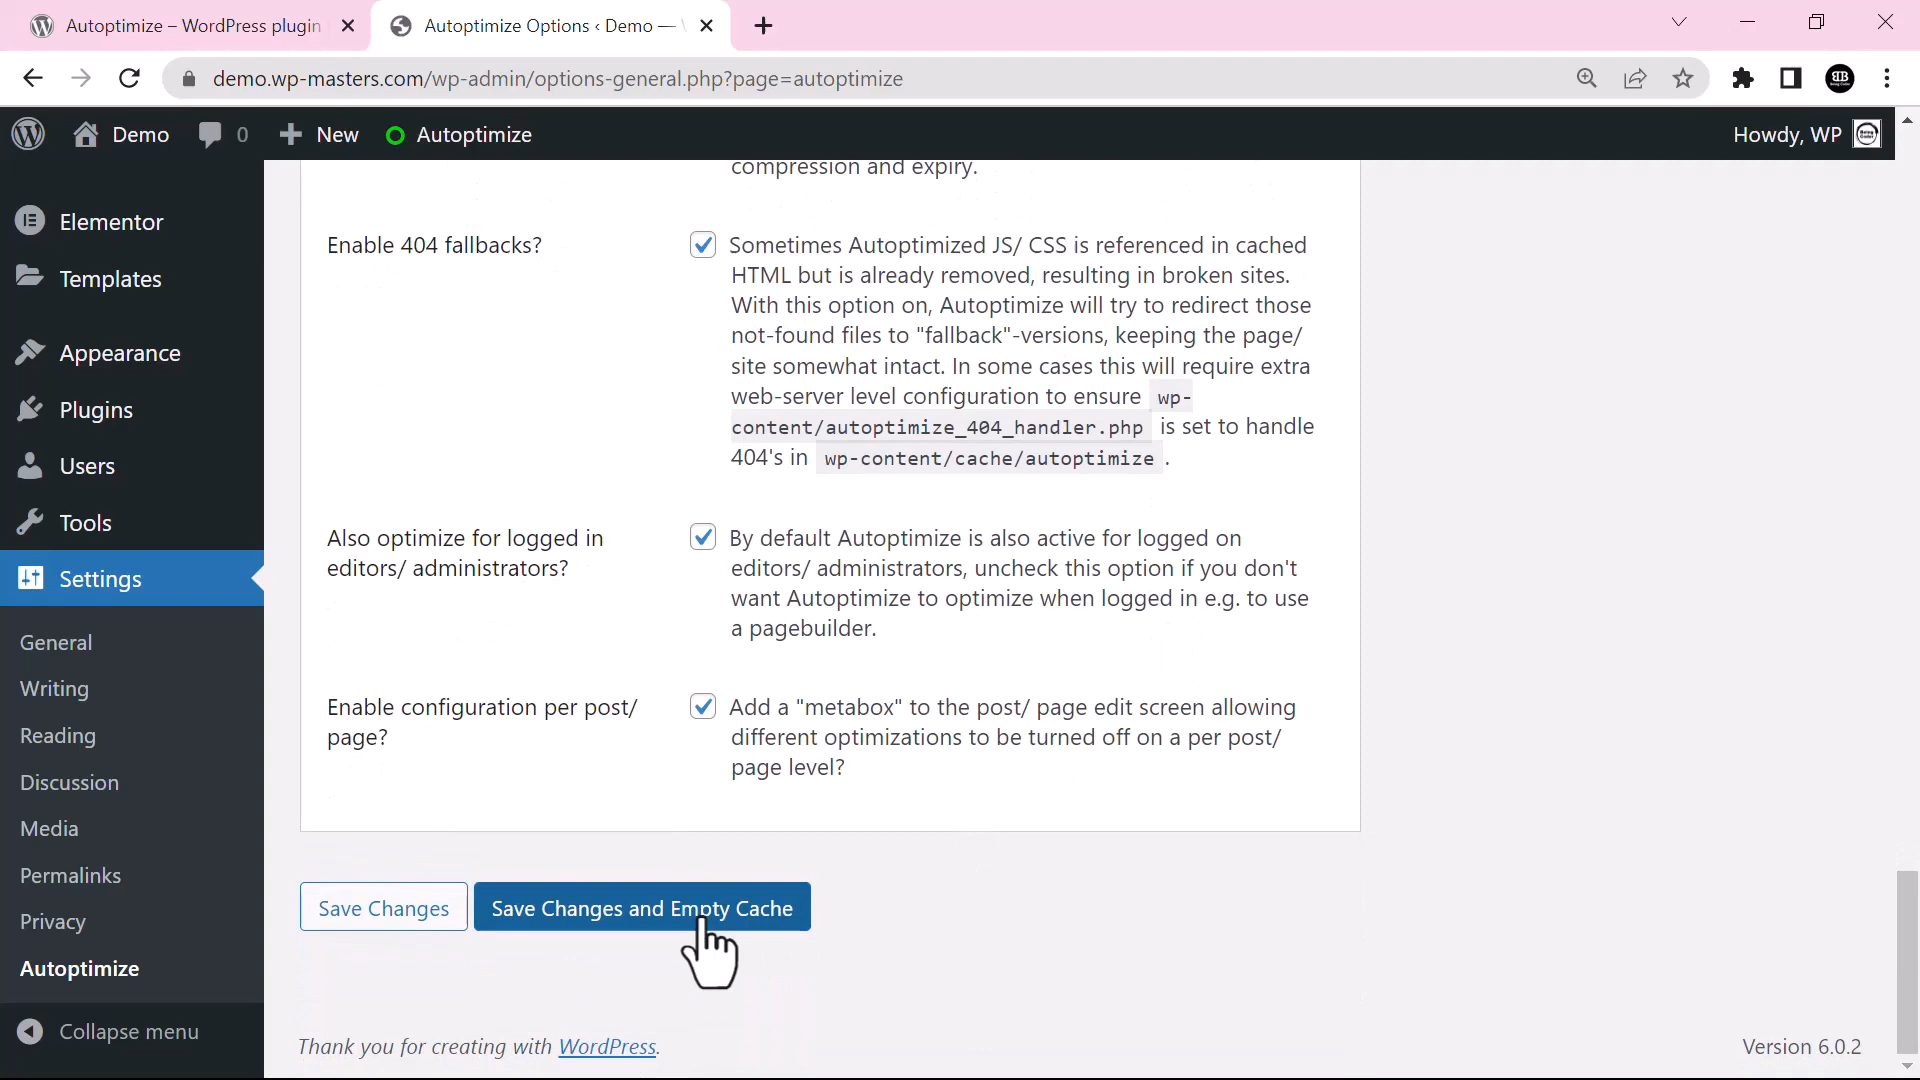 Autoptimize – WordPress plugin
Autoptimize Options ‹ Demo —
demo.wp-masters.com/wp-admin/options-general.php?page=autoptimize
Demo
0
New
Autoptimize
Howdy, WP
Elementor
Templates
Appearance
Plugins
Users
Tools
Settings
General
Writing
Reading
Discussion
Media
Permalinks
Privacy
Autoptimize
Collapse menu
compression and expiry.
Enable 404 fallbacks?
Sometimes Autoptimized JS/ CSS is referenced in cached
HTML but is already removed, resulting in broken sites.
With this option on, Autoptimize will try to redirect those
not-found files to "fallback"-versions, keeping the page/
site somewhat intact. In some cases this will require extra
web-server level configuration to ensure wp-
content/autoptimize_404_handler.php is set to handle
404's in wp-content/cache/autoptimize .
Also optimize for logged in
editors/ administrators?
By default Autoptimize is also active for logged on
editors/ administrators, uncheck this option if you don't
want Autoptimize to optimize when logged in e.g. to use
a pagebuilder.
Enable configuration per post/
page?
Add a "metabox" to the post/ page edit screen allowing
different optimizations to be turned off on a per post/
page level?
Save Changes
Save Changes and Empty Cache
Thank you for creating with WordPress.
Version 6.0.2